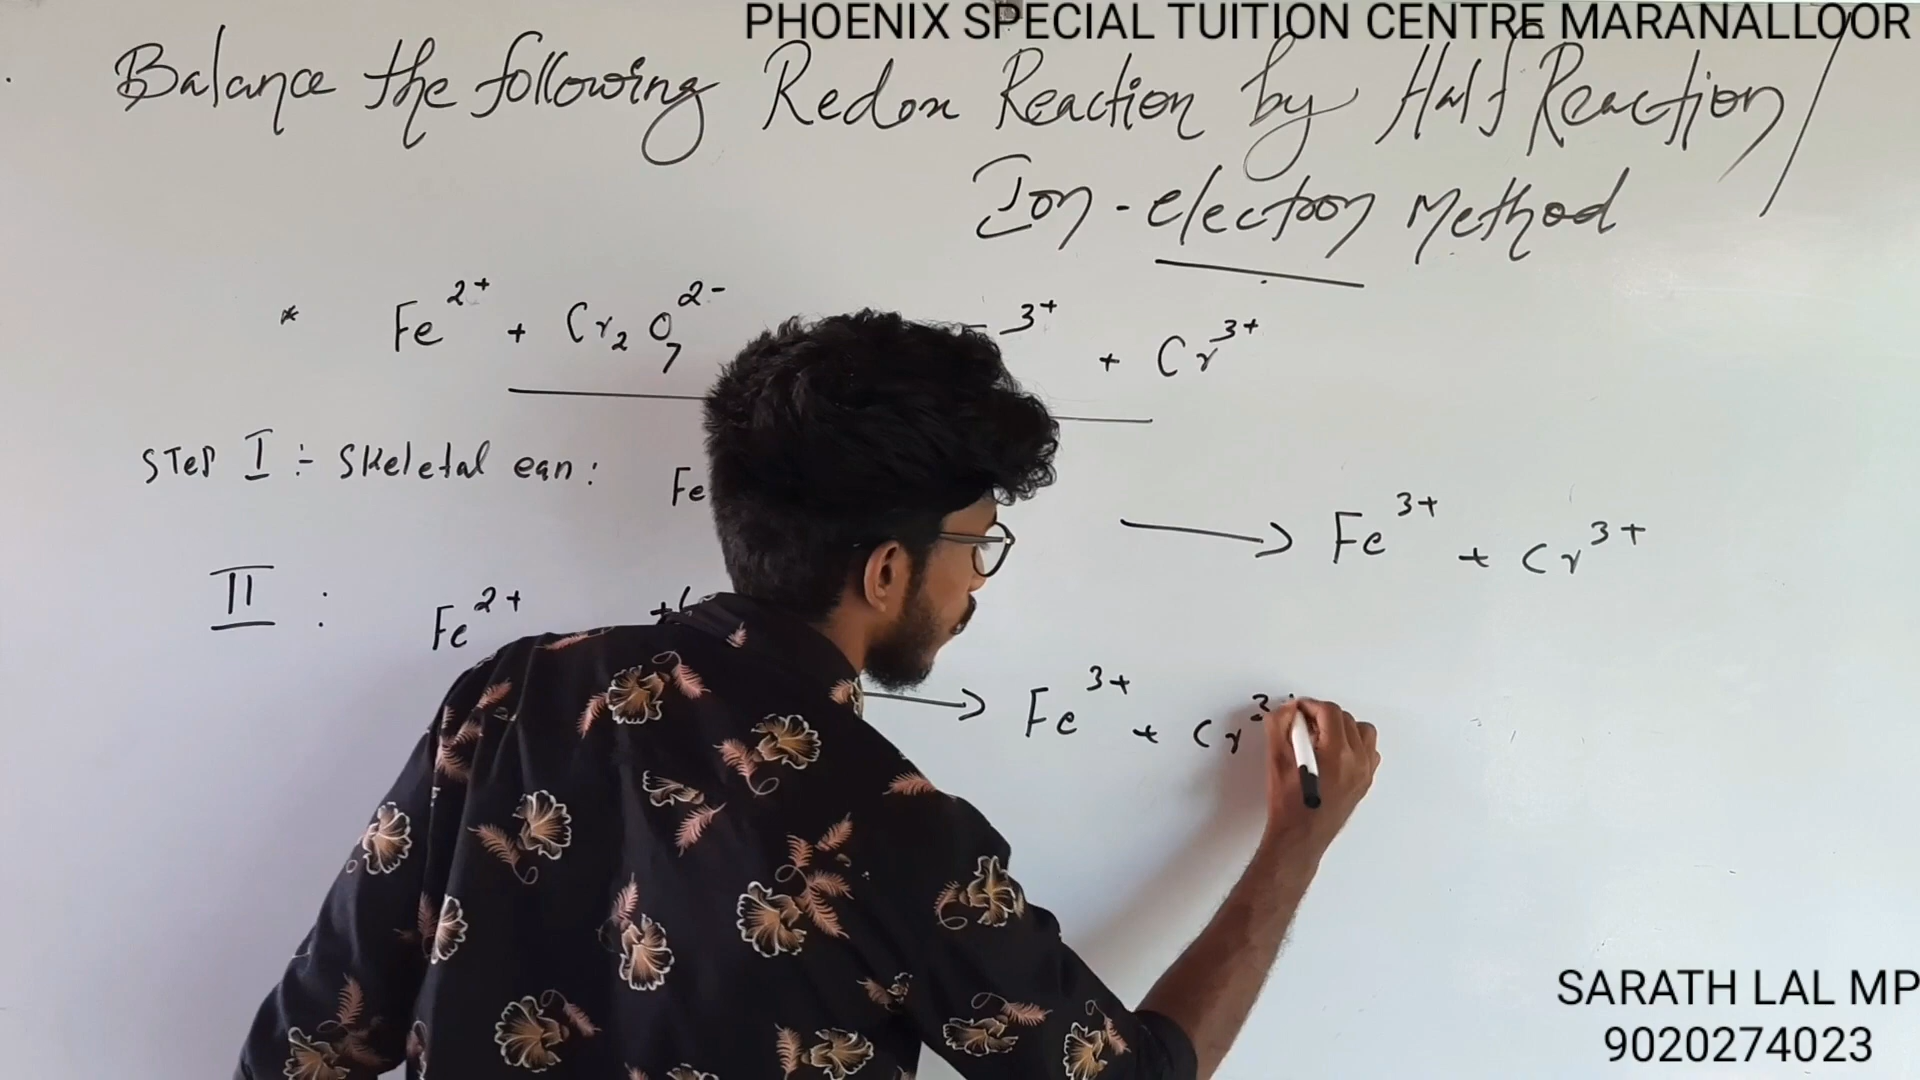 PHOENIX SPECIAL TUITION CENTRE MARANALLOOR
Balance the following Redox Reaction by Half Reaction/
Ion-electron Method
* Fe²⁺ + Cr₂O₇²⁻ ³⁺ + Cr³⁺
STEP I :- Skeletal eqn: Fe → Fe³⁺ + Cr³⁺
II : Fe²⁺ + → Fe³⁺ + Cr³
SARATH LAL MP
9020274023